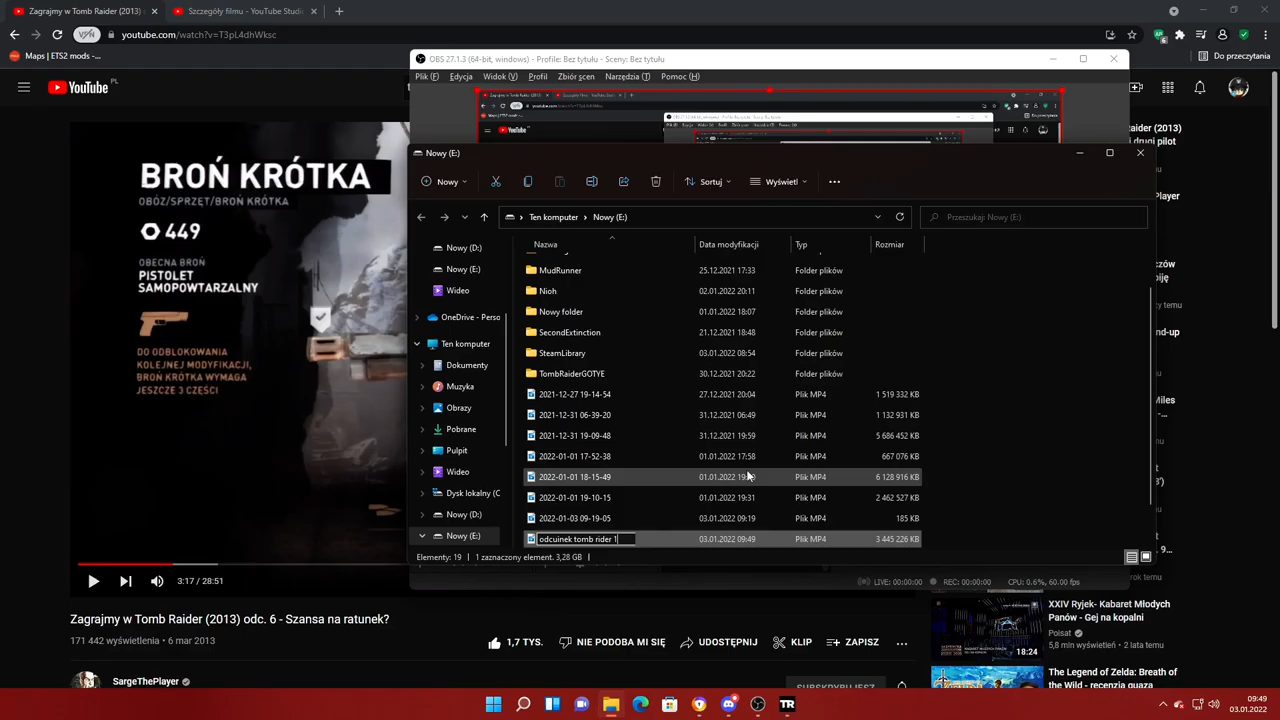 Zagrajmy w Tomb Raider (2013)
Szczegóły filmu - YouTube Studio
VPN
youtube.com/watch?v=T3pL4dhWksc
Maps | ETS2 mods -...
Do przeczytania
OBS 27.1.3 (64-bit, windows) - Profile: Bez tytułu - Sceny: Bez tytułu
Plik (F)
Edycja
Widok (V)
Profil
Zbiór scen
Narzędzia (T)
Pomoc (H)
YouTube
PL
BROŃ KRÓTKA
OBÓZ/SPRZĘT/BROŃ KRÓTKA
449
OBECNA BROŃ
PISTOLET
SAMOPOWTARZALNY
DO ODBLOKOWANIA
KOLEJNEJ MODYFIKACJI,
BROŃ KRÓTKA WYMAGA
JESZCZE 3 CZĘŚCI
Nowy (E:)
Nowy
Sortuj
Wyświetl
Ten komputer
Nowy (E:)
Przeszukaj: Nowy (E:)
Nazwa
Data modyfikacji
Typ
Rozmiar
Nowy (D:)
Nowy (E:)
Wideo
OneDrive - Perso
Ten komputer
Dokumenty
Muzyka
Obrazy
Pobrane
Pulpit
Wideo
Dysk lokalny (C
Nowy (D:)
Nowy (E:)
MudRunner 25.12.2021 17:33 Folder plików
Nioh 02.01.2022 20:11 Folder plików
Nowy folder 01.01.2022 18:07 Folder plików
SecondExtinction 21.12.2021 18:48 Folder plików
SteamLibrary 03.01.2022 08:54 Folder plików
TombRaiderGOTYE 30.12.2021 20:22 Folder plików
2021-12-27 19-14-54 27.12.2021 20:04 Plik MP4 1 519 332 KB
2021-12-31 06-39-20 31.12.2021 06:49 Plik MP4 1 132 931 KB
2021-12-31 19-09-48 31.12.2021 19:59 Plik MP4 5 686 452 KB
2022-01-01 17-52-38 01.01.2022 17:58 Plik MP4 667 076 KB
2022-01-01 18-15-49 01.01.2022 Plik MP4 6 128 916 KB
2022-01-01 19-10-15 01.01.2022 19:31 Plik MP4 2 462 527 KB
2022-01-03 09-19-05 03.01.2022 09:19 Plik MP4 185 KB
odcuinek tomb rider 1 03.01.2022 09:49 Plik MP4 3 445 226 KB
Elementy: 19
1 zaznaczony element. 3,28 GB
LIVE: 00:00:00
REC: 00:00:00
CPU: 0.6%, 60.00 fps
3:17 / 28:51
Zagrajmy w Tomb Raider (2013) odc. 6 - Szansa na ratunek?
171 442 wyświetlenia • 6 mar 2013
1,7 TYS.
NIE PODOBA MI SIĘ
UDOSTĘPNIJ
KLIP
ZAPISZ
SargeThePlayer
SUBSKRYBUJESZ
Raider (2013)
drugi pilot
Player
Miles
rok temu
18:24
XXIV Ryjek- Kabaret Młodych
Panów - Gej na kopalni
Polsat
5,8 mln wyświetleń • 2 lata temu
The Legend of Zelda: Breath
of the Wild - recenzja quaza
TR
09:49
03.01.2022